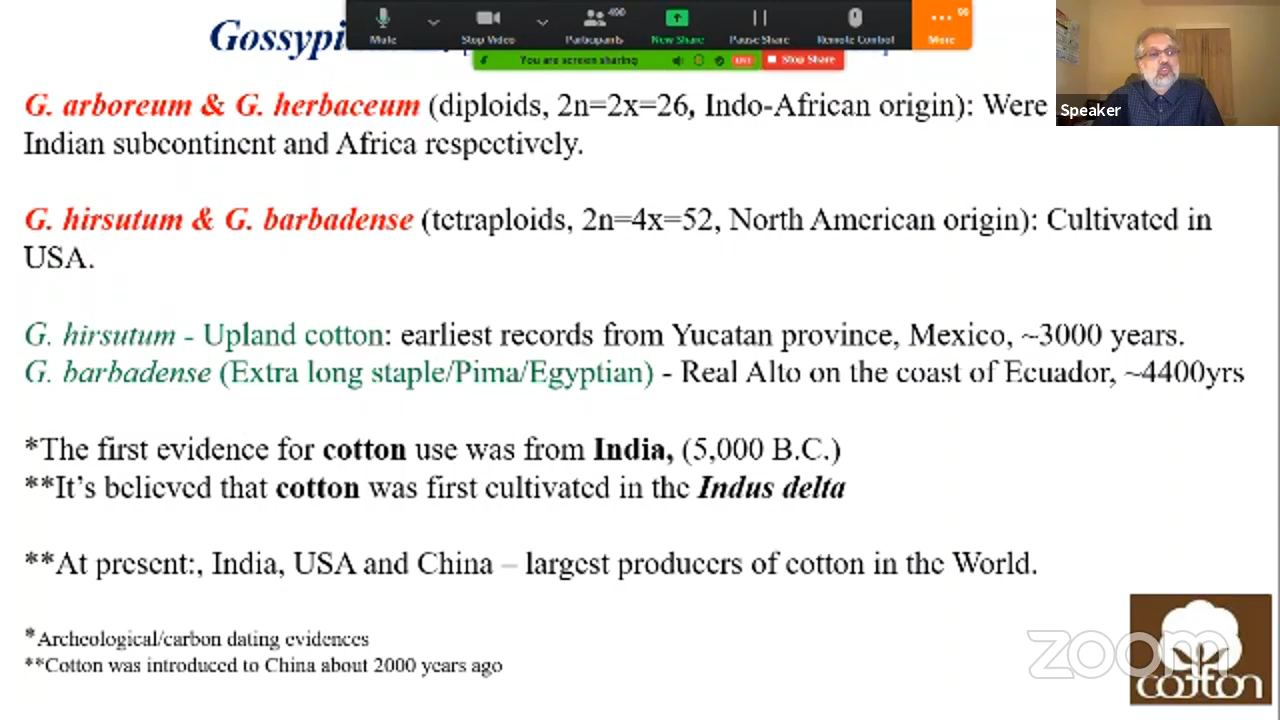 Gossypi
Mute
Stop Video
Participants
490
New Share
Pause Share
Remote Control
More
99
You are screen sharing
LIVE
Stop Share
Speaker
G. arboreum & G. herbaceum (diploids, 2n=2x=26, Indo-African origin): Were
Indian subcontinent and Africa respectively.
G. hirsutum & G. barbadense (tetraploids, 2n=4x=52, North American origin): Cultivated in
USA.
G. hirsutum - Upland cotton: earliest records from Yucatan province, Mexico, ~3000 years.
G. barbadense (Extra long staple/Pima/Egyptian) - Real Alto on the coast of Ecuador, ~4400yrs
*The first evidence for cotton use was from India, (5,000 B.C.)
**It's believed that cotton was first cultivated in the Indus delta
**At present:, India, USA and China – largest producers of cotton in the World.
*Archeological/carbon dating evidences
**Cotton was introduced to China about 2000 years ago
zoom
cotton